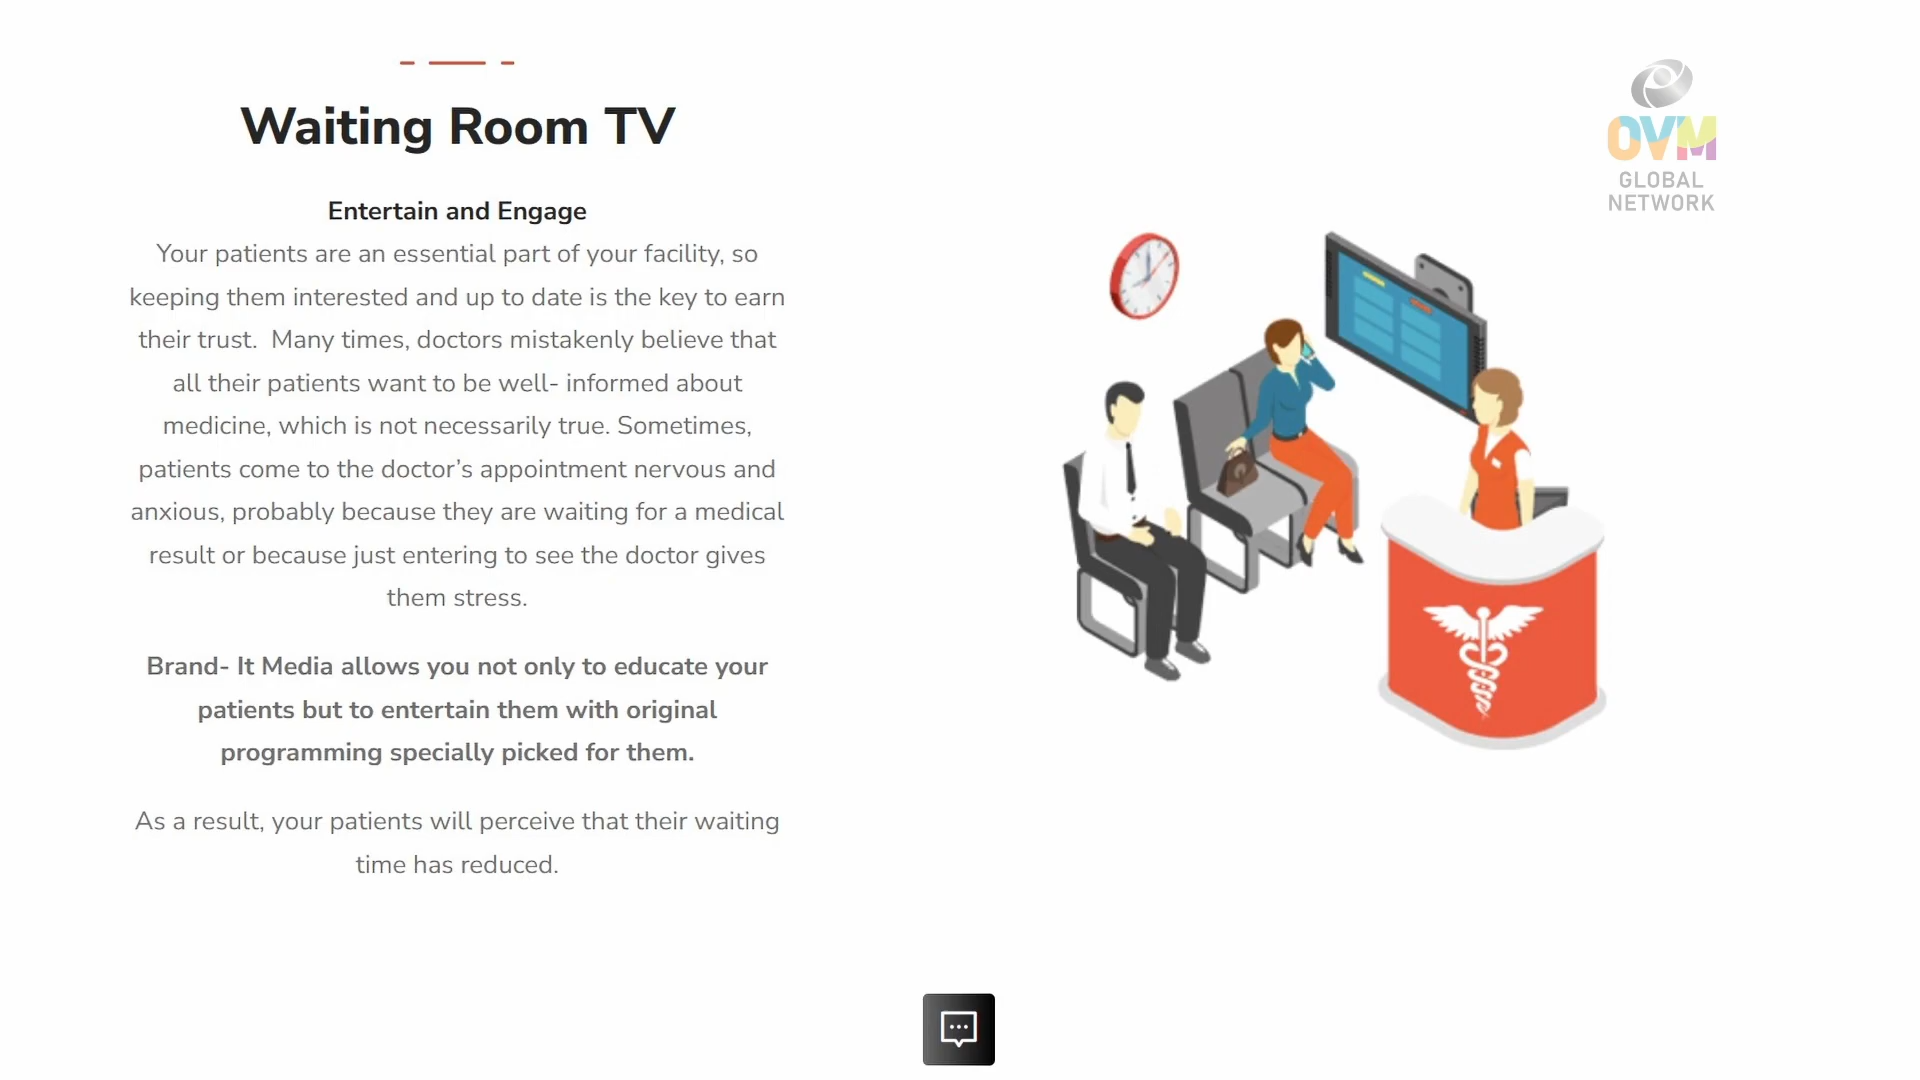 Waiting Room TV
Entertain and Engage
Your patients are an essential part of your facility, so
keeping them interested and up to date is the key to earn
their trust.  Many times, doctors mistakenly believe that
all their patients want to be well- informed about
medicine, which is not necessarily true. Sometimes,
patients come to the doctor’s appointment nervous and
anxious, probably because they are waiting for a medical
result or because just entering to see the doctor gives
them stress.
Brand- It Media allows you not only to educate your
patients but to entertain them with original
programming specially picked for them.
As a result, your patients will perceive that their waiting
time has reduced.
OVM
GLOBAL
NETWORK